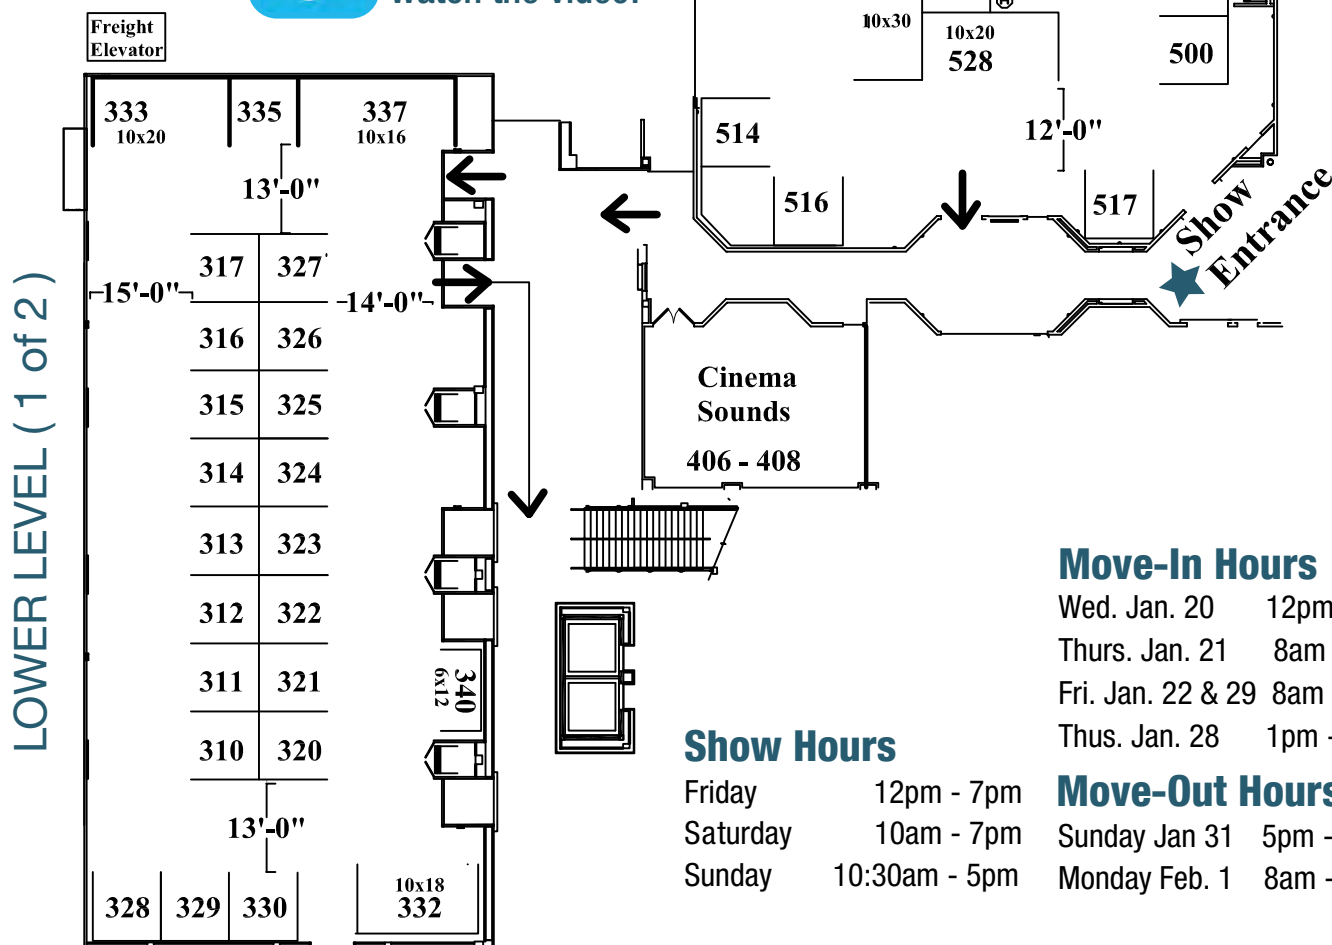 watch the video!
Freight
Elevator
10x30
10x20
528
500
333
10x20
335
337
10x16
514
12'-0"
13'-0"
516
517
Show
Entrance
317
327
15'-0"
14'-0"
316
326
315
325
Cinema
Sounds
406 - 408
314
324
313
323
312
322
311
321
340
6x12
310
320
13'-0"
328
329
330
10x18
332
LOWER LEVEL ( 1 of 2 )
Show Hours
Friday 12pm - 7pm
Saturday 10am - 7pm
Sunday 10:30am - 5pm
Move-In Hours
Wed. Jan. 20 12pm
Thurs. Jan. 21 8am
Fri. Jan. 22 & 29 8am
Thus. Jan. 28 1pm -
Move-Out Hours
Sunday Jan 31 5pm -
Monday Feb. 1 8am -